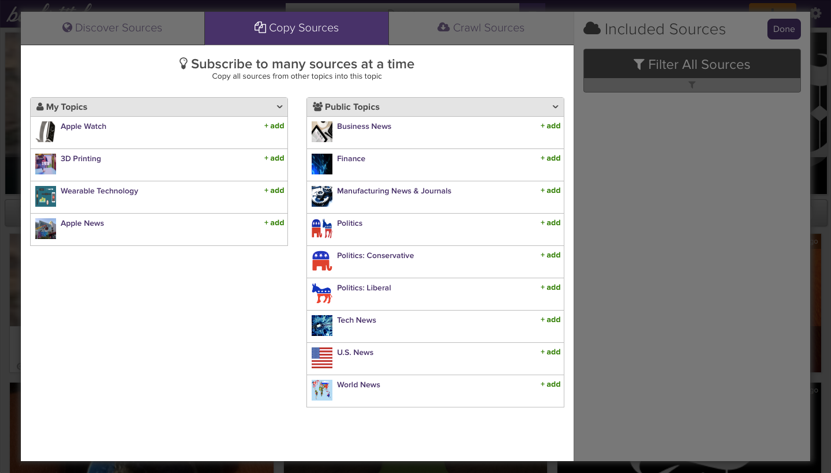 Discover Sources
Copy Sources
Crawl Sources
Included Sources
Done
Subscribe to many sources at a time
Copy all sources from other topics into this topic
Filter All Sources
My Topics
Apple Watch + add
3D Printing + add
Wearable Technology + add
Apple News + add
Public Topics
Business News + add
Finance + add
Manufacturing News & Journals + add
Politics + add
Politics: Conservative + add
Politics: Liberal + add
Tech News + add
U.S. News + add
World News + add